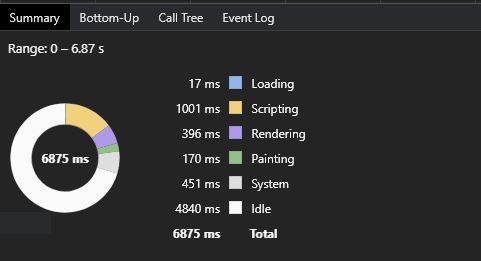 Summary Bottom-Up Call Tree Event Log
Range: 0 – 6.87 s
17 ms Loading
1001 ms Scripting
396 ms Rendering
6875 ms
170 ms Painting
451 ms System
4840 ms Idle
6875 ms Total